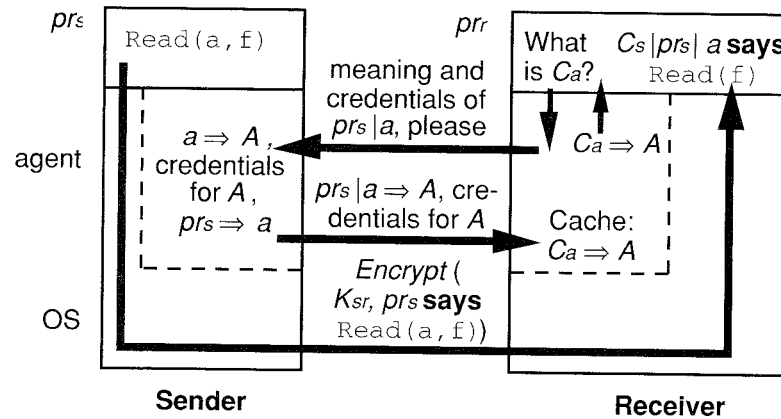 prs
Read(a,f)
prr
What
is Ca?
Cs|prs| a says
Read(f)
meaning and
credentials of
prs|a, please
agent
a ⇒ A,
credentials
for A,
prs ⇒ a
Ca ⇒ A
prs|a ⇒ A, cre-
dentials for A
Cache:
Ca ⇒ A
Encrypt (
Ksr, prs says
Read(a,f))
OS
Sender
Receiver